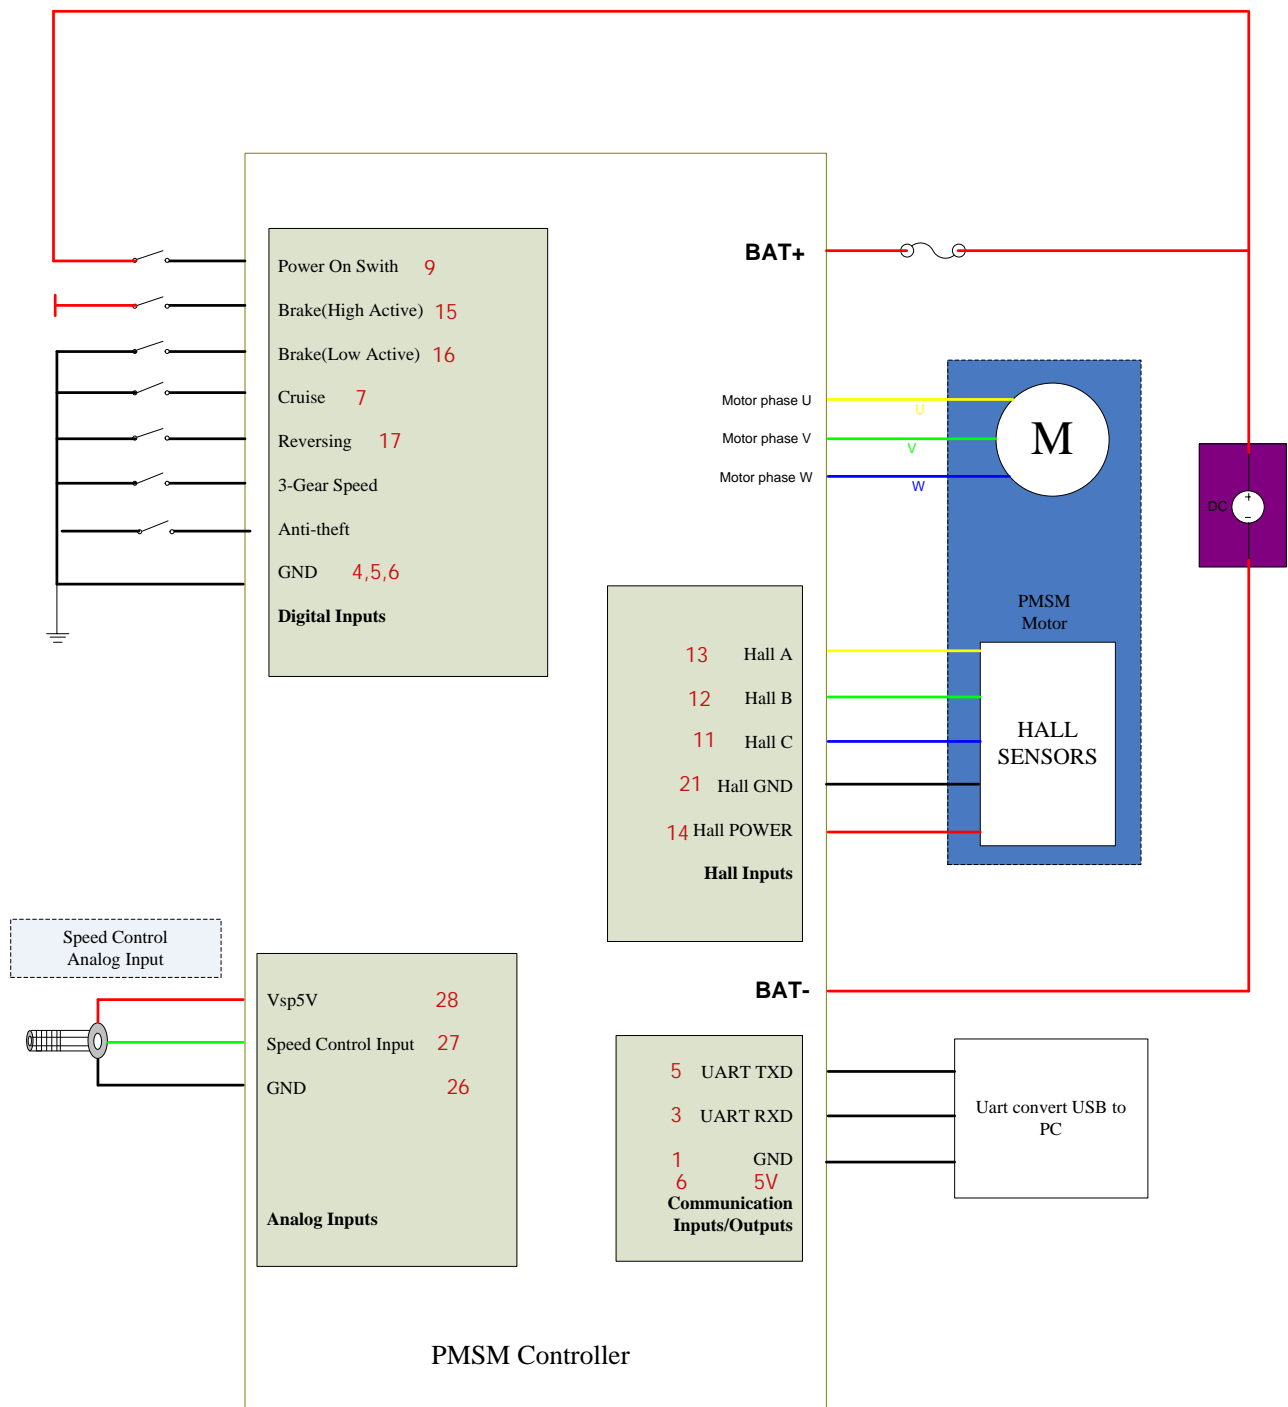 Power On Swith 9
Brake(High Active) 15
Brake(Low Active) 16
Cruise 7
Reversing 17
3-Gear Speed
Anti-theft
GND 4,5,6
Digital Inputs
BAT+
Motor phase U
Motor phase V
Motor phase W
U
V
W
M
PMSM
Motor
DC
+
−
13 Hall A
12 Hall B
11 Hall C
21 Hall GND
14 Hall POWER
Hall Inputs
HALL
SENSORS
Speed Control
Analog Input
Vsp5V 28
Speed Control Input 27
GND 26
Analog Inputs
BAT-
5 UART TXD
3 UART RXD
1 GND
6 5V
Communication
Inputs/Outputs
Uart convert USB to
PC
PMSM Controller